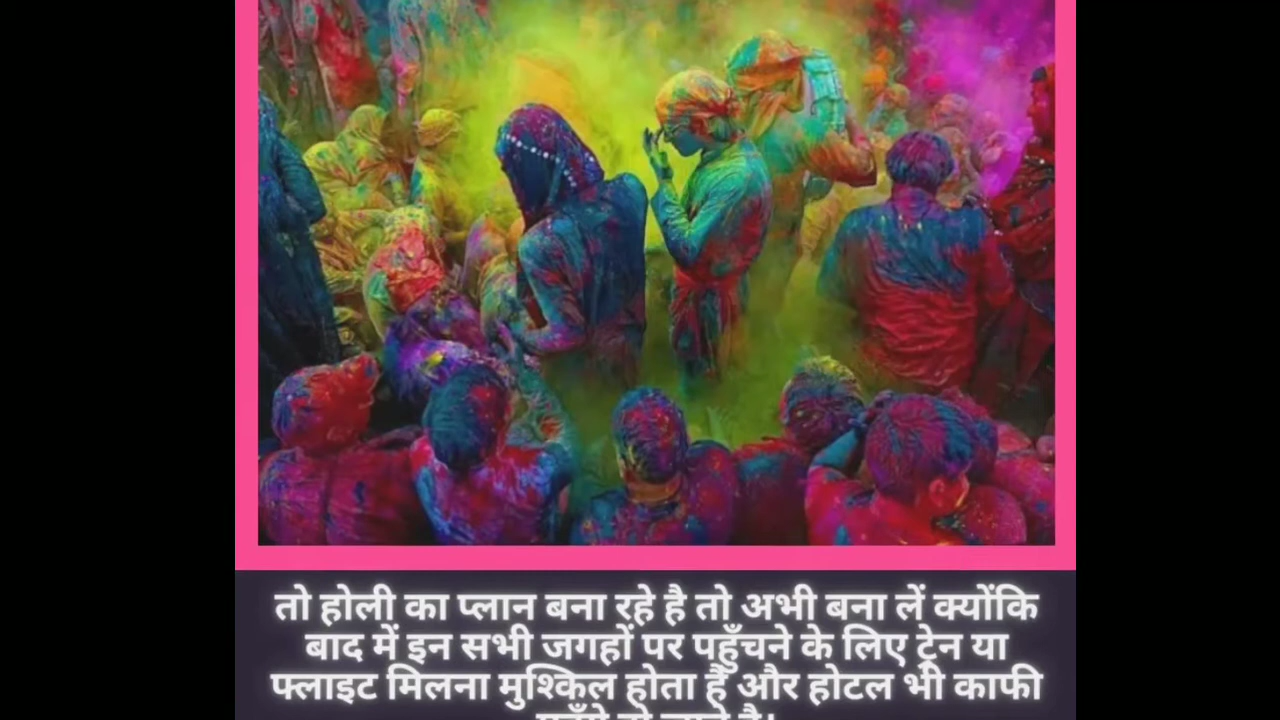 तो होली का प्लान बना रहे है तो अभी बना लें क्योंकि
बाद में इन सभी जगहों पर पहुँचने के लिए ट्रेन या
फ्लाइट मिलना मुश्किल होता है और होटल भी काफी